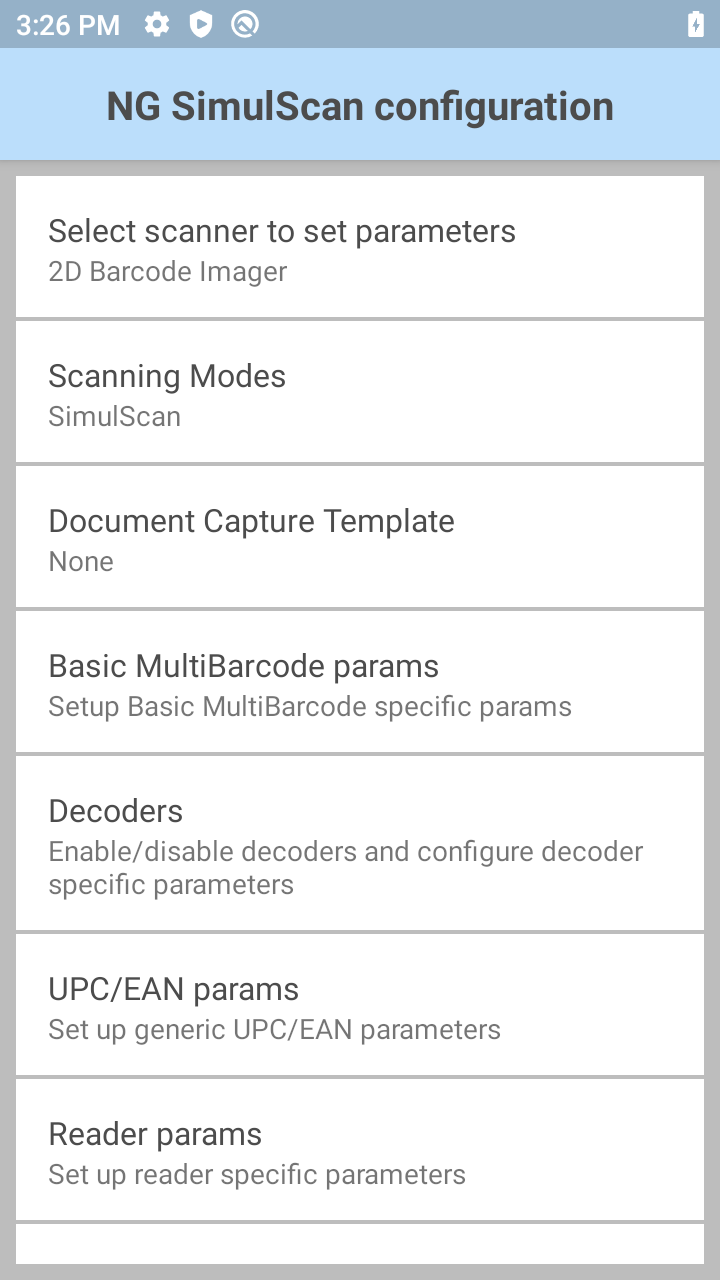 3:26 PM
NG SimulScan configuration
Select scanner to set parameters
2D Barcode Imager
Scanning Modes
SimulScan
Document Capture Template
None
Basic MultiBarcode params
Setup Basic MultiBarcode specific params
Decoders
Enable/disable decoders and configure decoder
specific parameters
UPC/EAN params
Set up generic UPC/EAN parameters
Reader params
Set up reader specific parameters